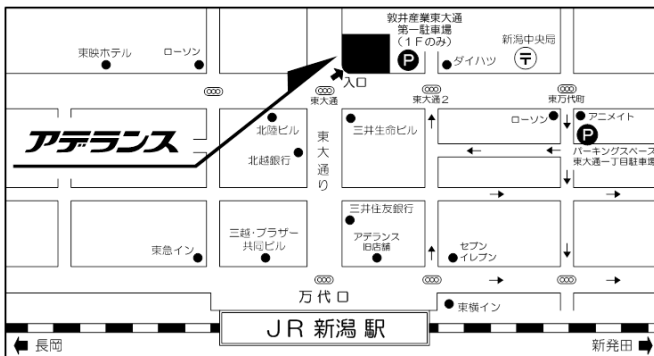 敦井産業東大通
第一駐車場
(1Fのみ)
P
新潟中央局
〒
東映ホテル
ローソン
ダイハツ
入口
東大通
東大通2
東万代町
アデランス
北陸ビル
北越銀行
東大通り
三井生命ビル
ローソン
アニメイト
P
パーキングスペース
東大通一丁目駐車場
三井住友銀行
三越・ブラザー
共同ビル
アデランス
旧店舗
東急イン
セブン
イレブン
万代口
東横イン
JR新潟駅
長岡
新発田